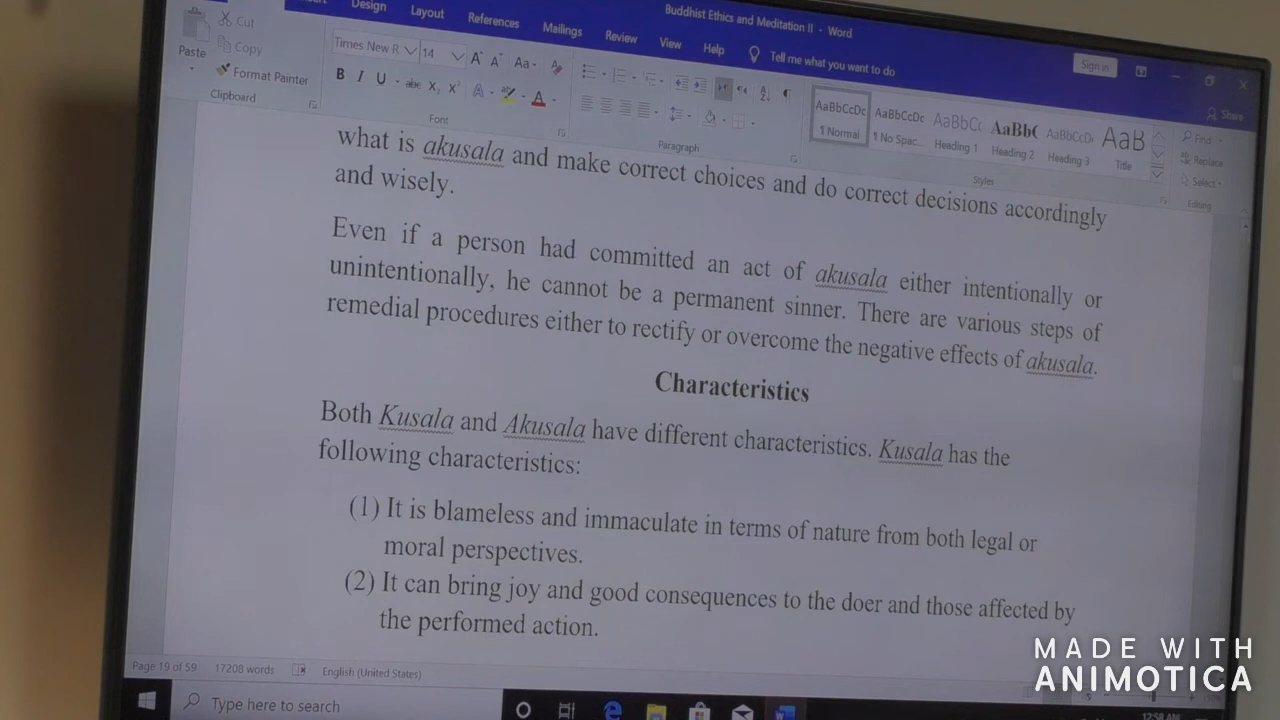 Buddhist Ethics and Meditation II - Word
Design Layout References Mailings Review View Help Tell me what you want to do Sign in
Share
Cut
Copy
Paste
Format Painter
Clipboard
Times New R 14
Font
Paragraph
AaBbCcDc AaBbCcDc AaBbC AaBb( AaBbCcD AaB
¶ Normal ¶ No Spac... Heading 1 Heading 2 Heading 3 Title
Styles
Find
Replace
Select
Editing
what is akusala and make correct choices and do correct decisions accordingly
and wisely.
Even if a person had committed an act of akusala either intentionally or
unintentionally, he cannot be a permanent sinner. There are various steps of
remedial procedures either to rectify or overcome the negative effects of akusala.
Characteristics
Both Kusala and Akusala have different characteristics. Kusala has the
following characteristics:
(1) It is blameless and immaculate in terms of nature from both legal or
moral perspectives.
(2) It can bring joy and good consequences to the doer and those affected by
the performed action.
Page 19 of 59 17208 words English (United States)
Type here to search
12:58 AM
MADE WITH
ANIMOTICA